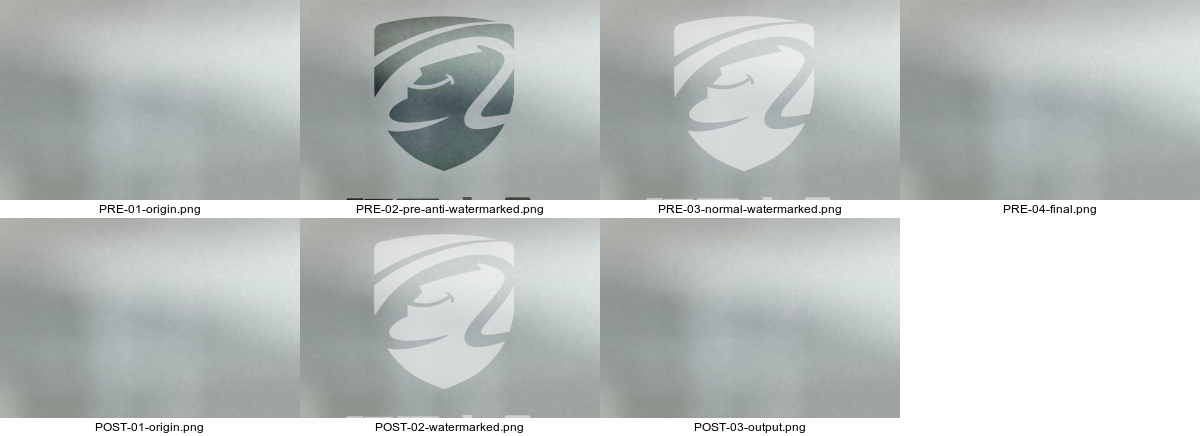 PRE-01-origin.png
PRE-02-pre-anti-watermarked.png
PRE-03-normal-watermarked.png
PRE-04-final.png
POST-01-origin.png
POST-02-watermarked.png
POST-03-output.png